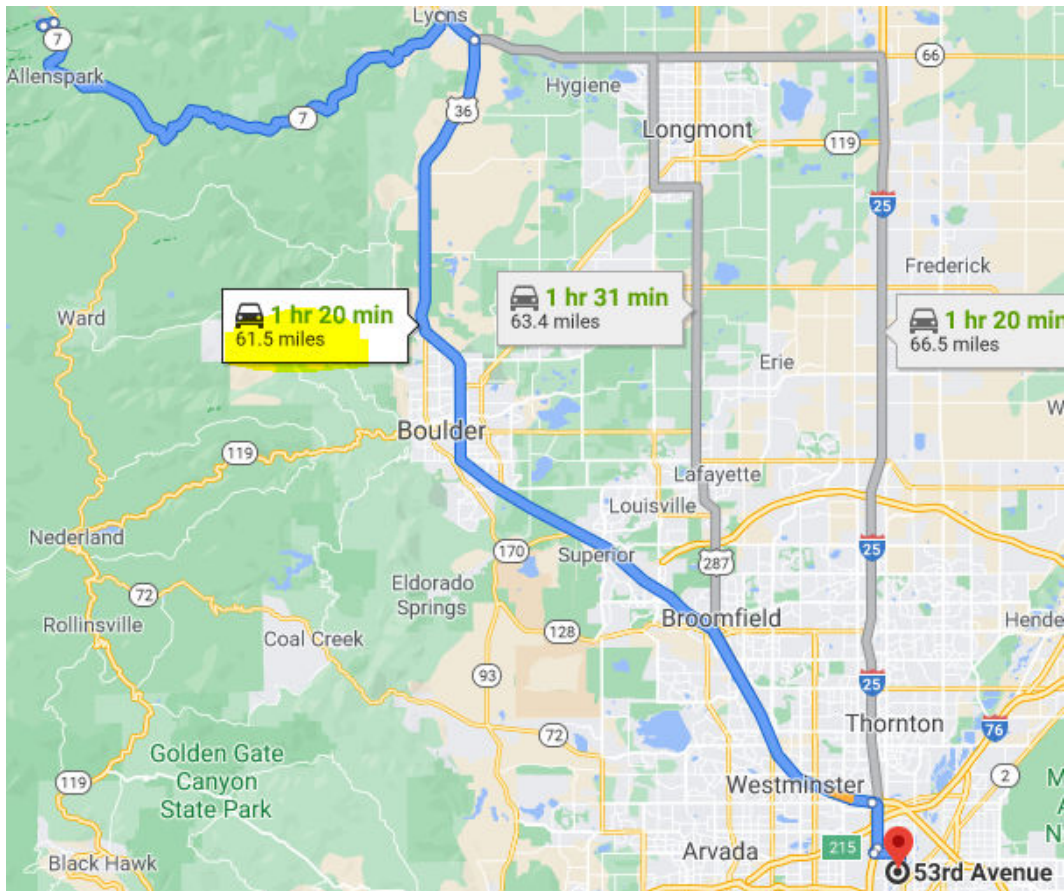 Lyons
7
Allenspark
66
Hygiene
36
7
Longmont
119
25
Frederick
1 hr 20 min
61.5 miles
1 hr 31 min
63.4 miles
1 hr 20 min
66.5 miles
Ward
Erie
W
Boulder
119
Lafayette
Louisville
Nederland
170
Superior
25
287
Eldorado
Springs
72
Rollinsville
Coal Creek
128
Broomfield
Hende
93
25
Thornton
76
72
Golden Gate
Canyon
State Park
119
Westminster
2
M
A
N
Black Hawk
Arvada
215
53rd Avenue